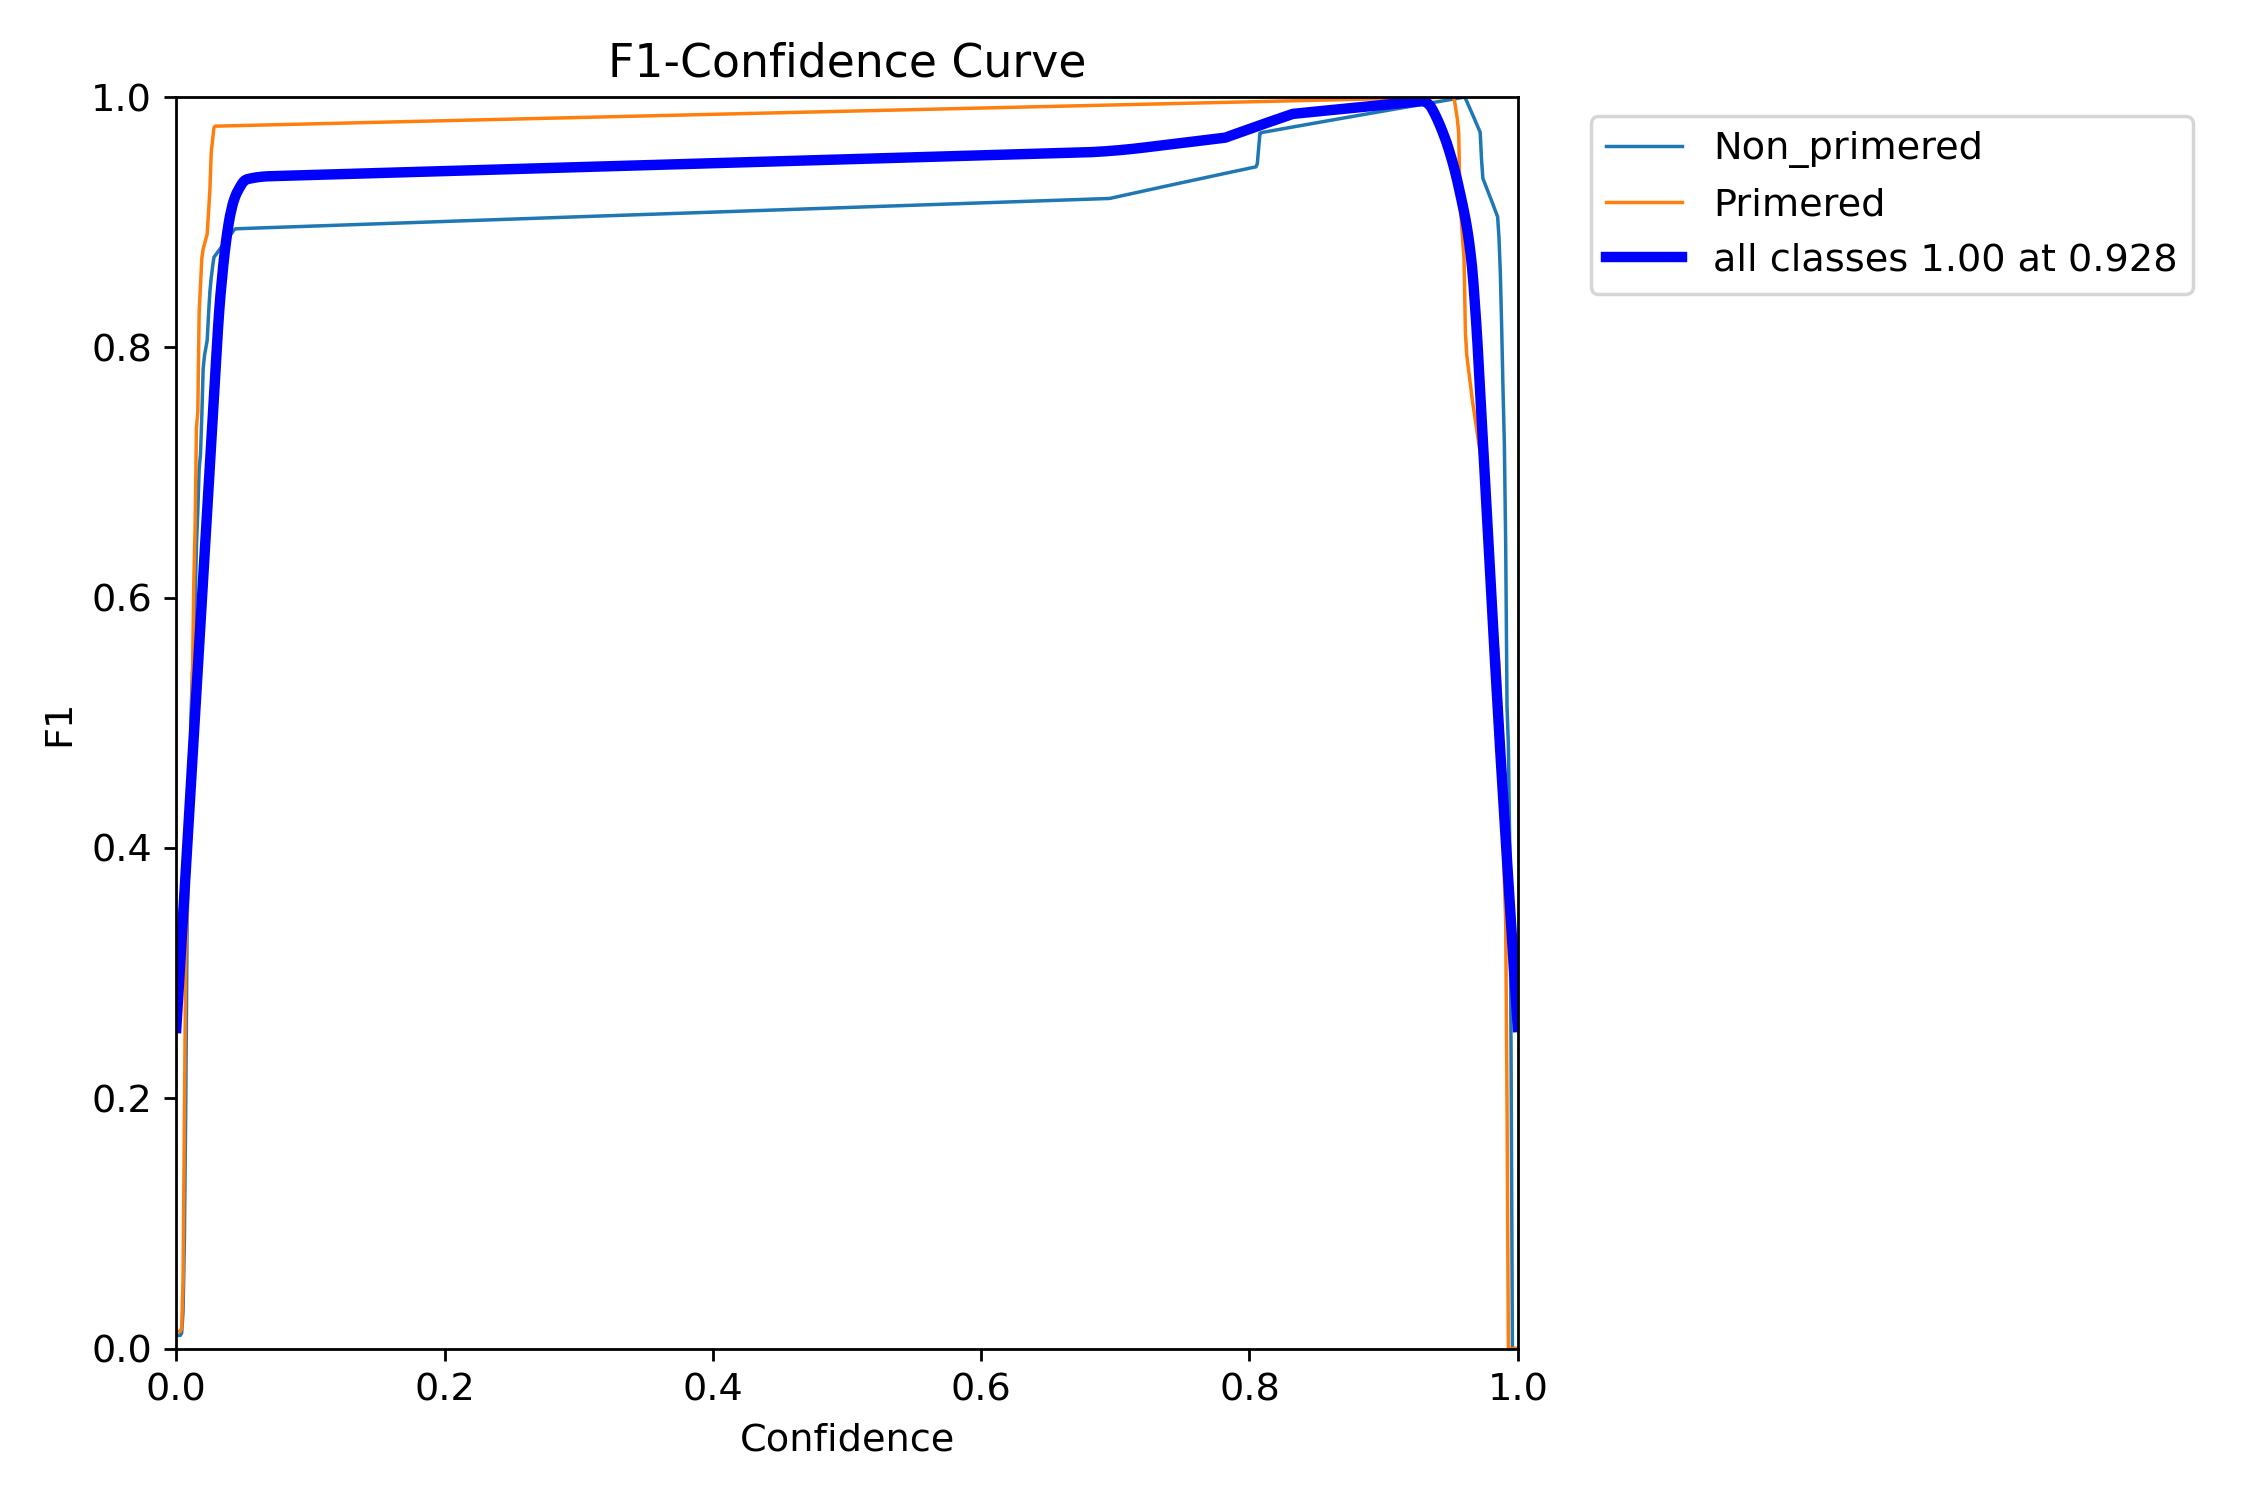 F1-Confidence Curve
1.0
0.8
0.6
0.4
0.2
0.0
F1
0.0 0.2 0.4 0.6 0.8 1.0
Confidence
Non_primered
Primered
all classes 1.00 at 0.928